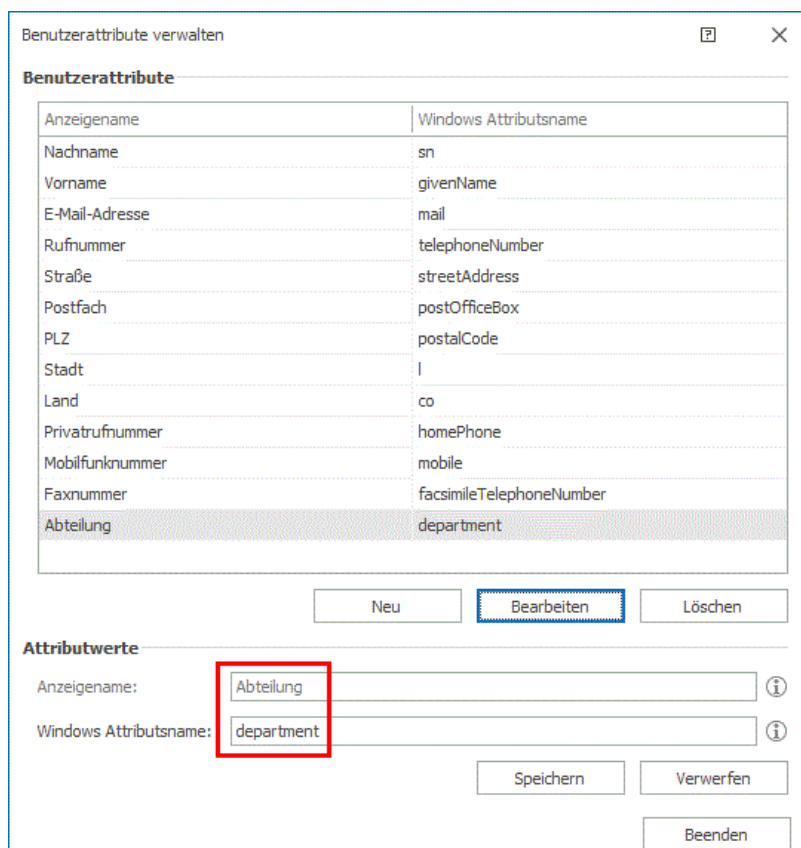 Benutzerattribute verwalten
Benutzerattribute
Anzeigename Windows Attributsname
Nachname sn
Vorname givenName
E-Mail-Adresse mail
Rufnummer telephoneNumber
Straße streetAddress
Postfach postOfficeBox
PLZ postalCode
Stadt l
Land co
Privatrufnummer homePhone
Mobilfunknummer mobile
Faxnummer facsimileTelephoneNumber
Abteilung department
Neu Bearbeiten Löschen
Attributwerte
Anzeigename: Abteilung
Windows Attributsname: department
Speichern Verwerfen
Beenden